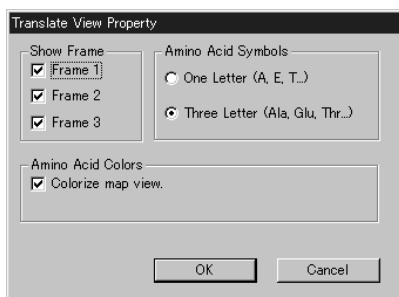 Translate View Property
Show Frame
Frame 1
Frame 2
Frame 3
Amino Acid Symbols
One Letter (A, E, T...)
Three Letter (Ala, Glu, Thr...)
Amino Acid Colors
Colorize map view.
OK
Cancel